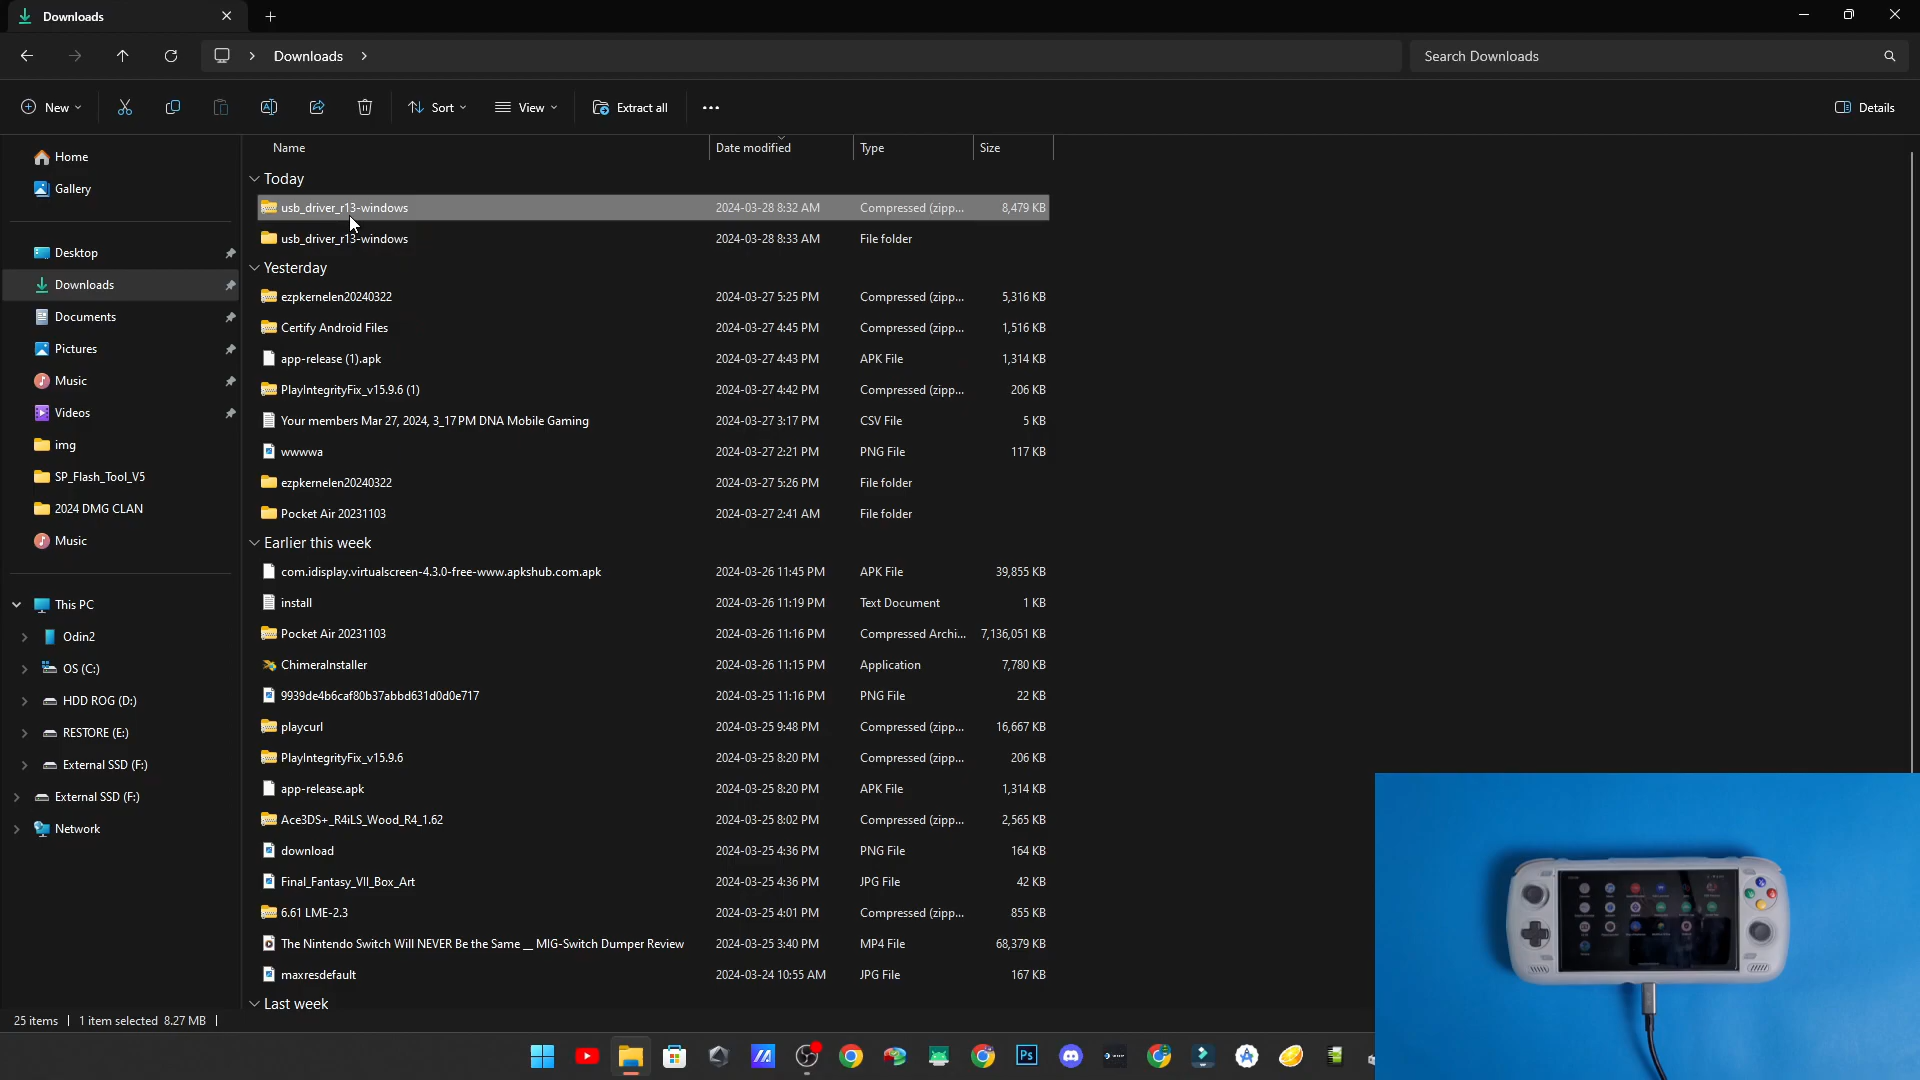 Downloads
Downloads
Search Downloads
New
Sort
View
Extract all
Details
Home
Gallery
Desktop
Downloads
Documents
Pictures
Music
Videos
img
SP_Flash_Tool_V5
2024 DMG CLAN
Music
This PC
Odin2
OS (C:)
HDD ROG (D:)
RESTORE (E:)
External SSD (F:)
External SSD (F:)
Network
Name Date modified Type Size
Today
usb_driver_r13-windows 2024-03-28 8:32 AM Compressed (zipp... 8,479 KB
usb_driver_r13-windows 2024-03-28 8:33 AM File folder
Yesterday
ezpkernelen20240322 2024-03-27 5:25 PM Compressed (zipp... 5,316 KB
Certify Android Files 2024-03-27 4:45 PM Compressed (zipp... 1,516 KB
app-release (1).apk 2024-03-27 4:43 PM APK File 1,314 KB
PlayIntegrityFix_v15.9.6 (1) 2024-03-27 4:42 PM Compressed (zipp... 206 KB
Your members Mar 27, 2024, 3_17 PM DNA Mobile Gaming 2024-03-27 3:17 PM CSV File 5 KB
wwwwa 2024-03-27 2:21 PM PNG File 117 KB
ezpkernelen20240322 2024-03-27 5:26 PM File folder
Pocket Air 20231103 2024-03-27 2:41 AM File folder
Earlier this week
com.idisplay.virtualscreen-4.3.0-free-www.apkshub.com.apk 2024-03-26 11:45 PM APK File 39,855 KB
install 2024-03-26 11:19 PM Text Document 1 KB
Pocket Air 20231103 2024-03-26 11:16 PM Compressed Archi... 7,136,051 KB
ChimeraInstaller 2024-03-26 11:15 PM Application 7,780 KB
9939de4b6caf80b37abbd631d0d0e717 2024-03-25 11:16 PM PNG File 22 KB
playcurl 2024-03-25 9:48 PM Compressed (zipp... 16,667 KB
PlayIntegrityFix_v15.9.6 2024-03-25 8:20 PM Compressed (zipp... 206 KB
app-release.apk 2024-03-25 8:20 PM APK File 1,314 KB
Ace3DS+_R4iLS_Wood_R4_1.62 2024-03-25 8:02 PM Compressed (zipp... 2,565 KB
download 2024-03-25 4:36 PM PNG File 164 KB
Final_Fantasy_VII_Box_Art 2024-03-25 4:36 PM JPG File 42 KB
6.61 LME-2.3 2024-03-25 4:01 PM Compressed (zipp... 855 KB
The Nintendo Switch Will NEVER Be the Same __ MIG-Switch Dumper Review 2024-03-25 3:40 PM MP4 File 68,379 KB
maxresdefault 2024-03-24 10:55 AM JPG File 167 KB
Last week
25 items 1 item selected 8.27 MB
Ps